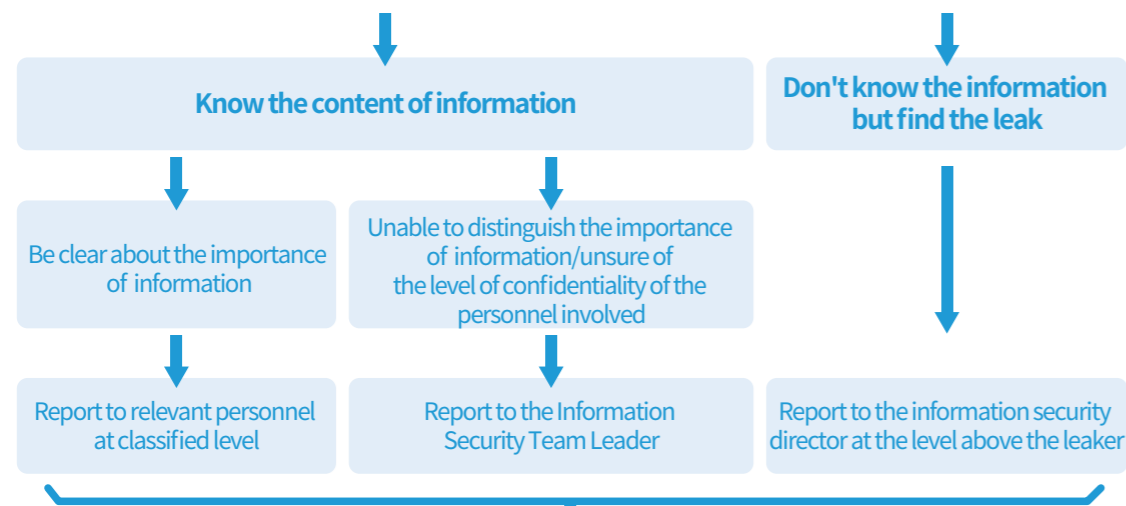 Know the content of information
Don't know the information
but find the leak
Be clear about the importance
of information
Unable to distinguish the importance
of information/unsure of
the level of confidentiality of the
personnel involved
Report to relevant personnel
at classified level
Report to the Information
Security Team Leader
Report to the information security
director at the level above the leaker